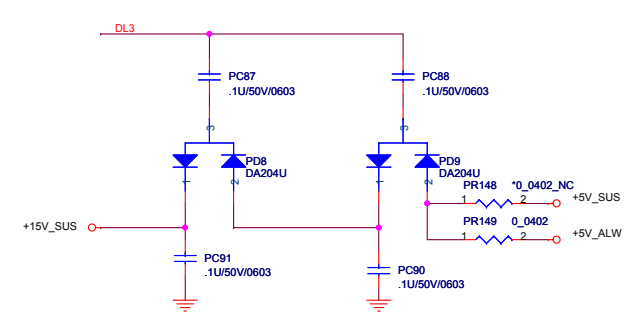 DL3
PC87
.1U/50V/0603
PC88
.1U/50V/0603
3
3
PD8
DA204U
PD9
DA204U
1
2
1
2
PR148 *0_0402_NC
1 2
+5V_SUS
PR149 0_0402
1 2
+5V_ALW
+15V_SUS
PC91
.1U/50V/0603
PC90
.1U/50V/0603